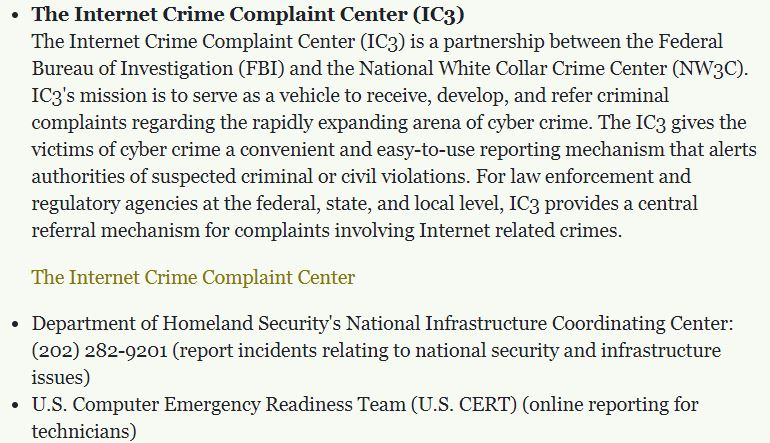 • The Internet Crime Complaint Center (IC3)
The Internet Crime Complaint Center (IC3) is a partnership between the Federal
Bureau of Investigation (FBI) and the National White Collar Crime Center (NW3C).
IC3's mission is to serve as a vehicle to receive, develop, and refer criminal
complaints regarding the rapidly expanding arena of cyber crime. The IC3 gives the
victims of cyber crime a convenient and easy-to-use reporting mechanism that alerts
authorities of suspected criminal or civil violations. For law enforcement and
regulatory agencies at the federal, state, and local level, IC3 provides a central
referral mechanism for complaints involving Internet related crimes.
The Internet Crime Complaint Center
• Department of Homeland Security's National Infrastructure Coordinating Center:
(202) 282-9201 (report incidents relating to national security and infrastructure
issues)
• U.S. Computer Emergency Readiness Team (U.S. CERT) (online reporting for
technicians)